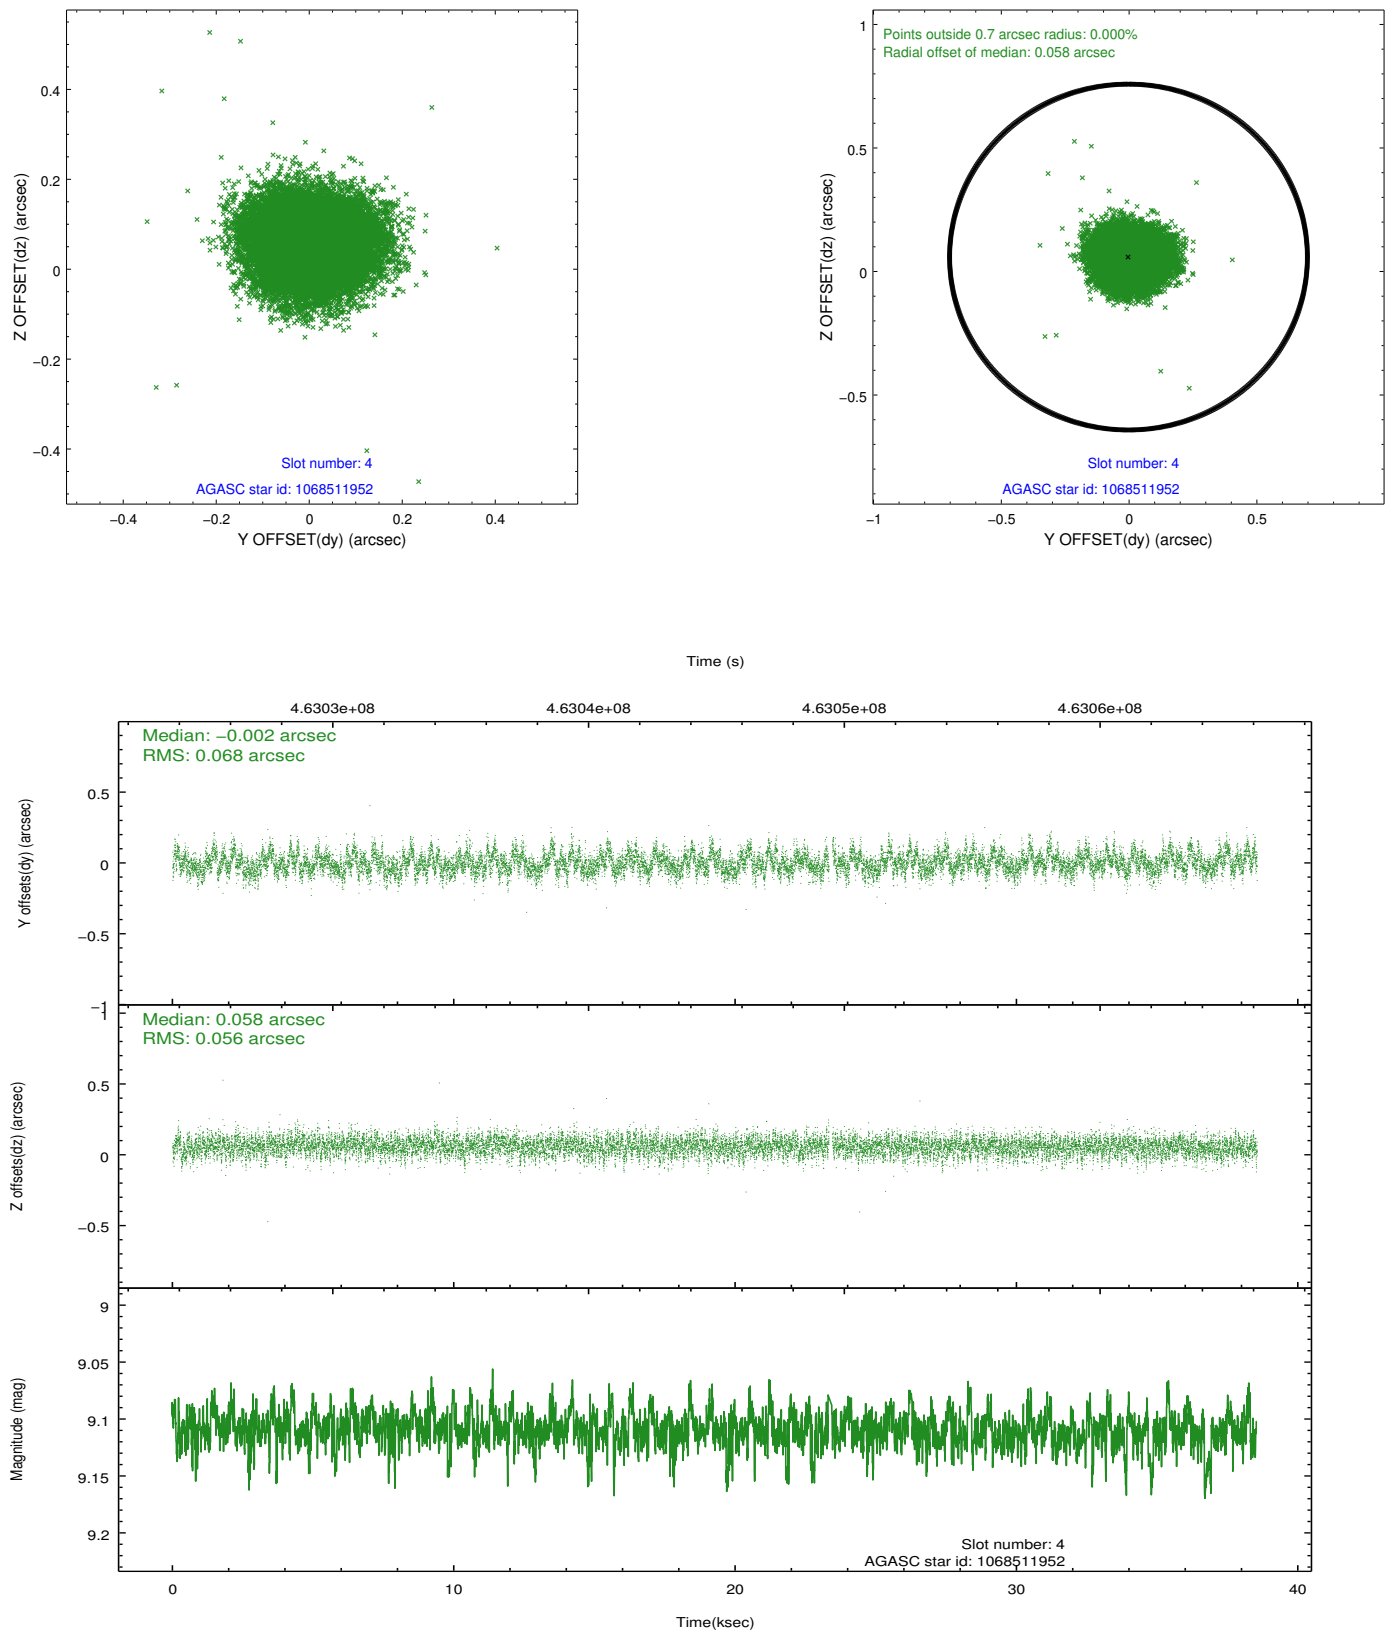 0.4
0.2
0
−0.2
−0.4
Z OFFSET(dz) (arcsec)
Slot number: 4
AGASC star id: 1068511952
−0.4 −0.2 0 0.2 0.4
Y OFFSET(dy) (arcsec)
1
0.5
0
−0.5
Z OFFSET(dz) (arcsec)
Points outside 0.7 arcsec radius: 0.000%
Radial offset of median: 0.058 arcsec
Slot number: 4
AGASC star id: 1068511952
−1 −0.5 0 0.5
Y OFFSET(dy) (arcsec)
Time (s)
4.6303e+08 4.6304e+08 4.6305e+08 4.6306e+08
Median: −0.002 arcsec
RMS: 0.068 arcsec
0.5
0
−0.5
−1
Y offsets(dy) (arcsec)
1
Median: 0.058 arcsec
RMS: 0.056 arcsec
0.5
0
−0.5
Z offsets(dz) (arcsec)
9
9.05
9.1
9.15
9.2
Magnitude (mag)
Slot number: 4
AGASC star id: 1068511952
0 10 20 30 40
Time(ksec)